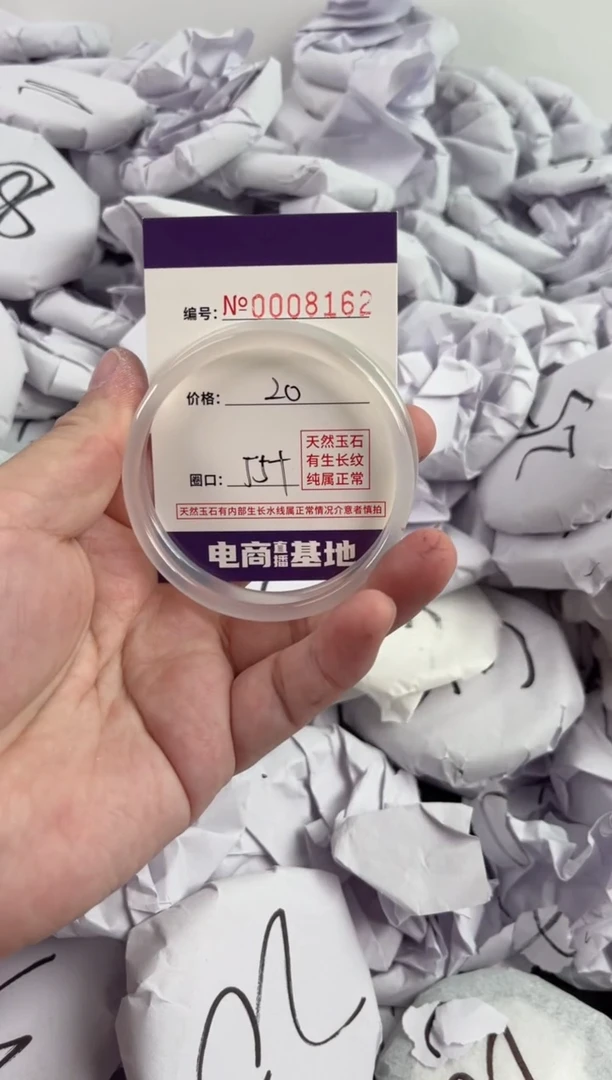 8
编号: №0008162
价格: 20
圈口: 55+
天然玉石
有生长纹
纯属正常
天然玉石有内部生长水线属正常情况介意者慎拍
电商直播基地